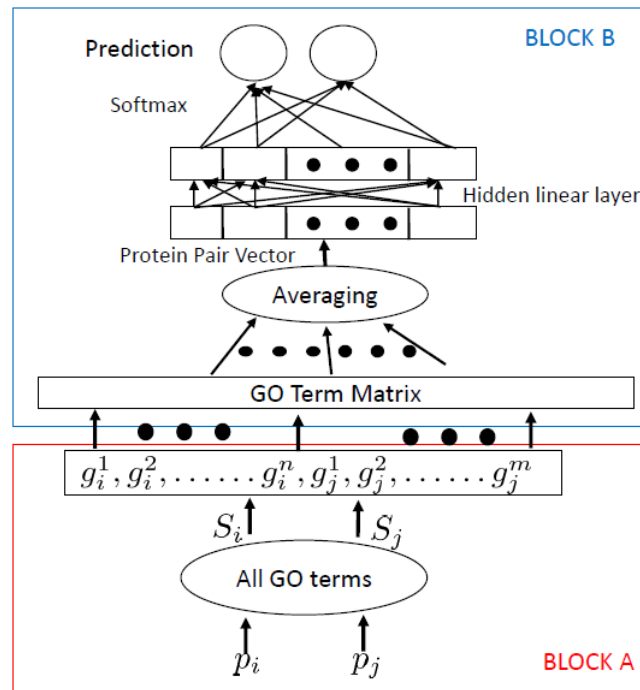 BLOCK B
Prediction
Softmax
Hidden linear layer
Protein Pair Vector
Averaging
GO Term Matrix
$g_i^1, g_i^2, ...... g_i^n, g_j^1, g_j^2, ...... g_j^m$
$S_i$ $S_j$
All GO terms
$p_i$ $p_j$
BLOCK A